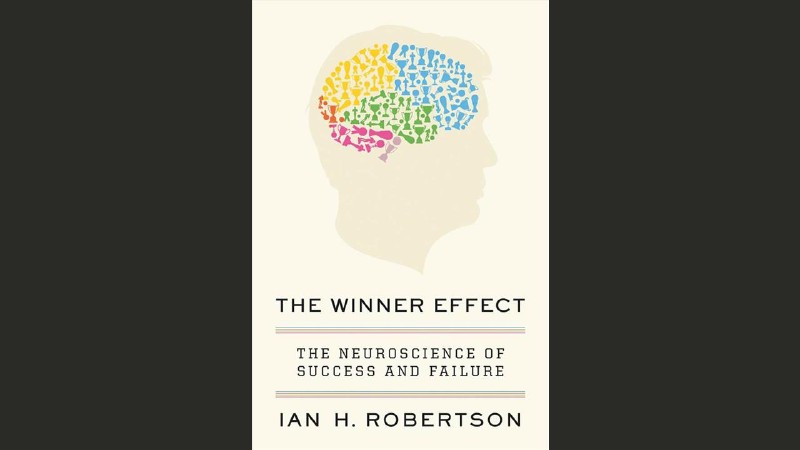 THE WINNER EFFECT
THE NEUROSCIENCE OF
SUCCESS AND FAILURE
IAN H. ROBERTSON